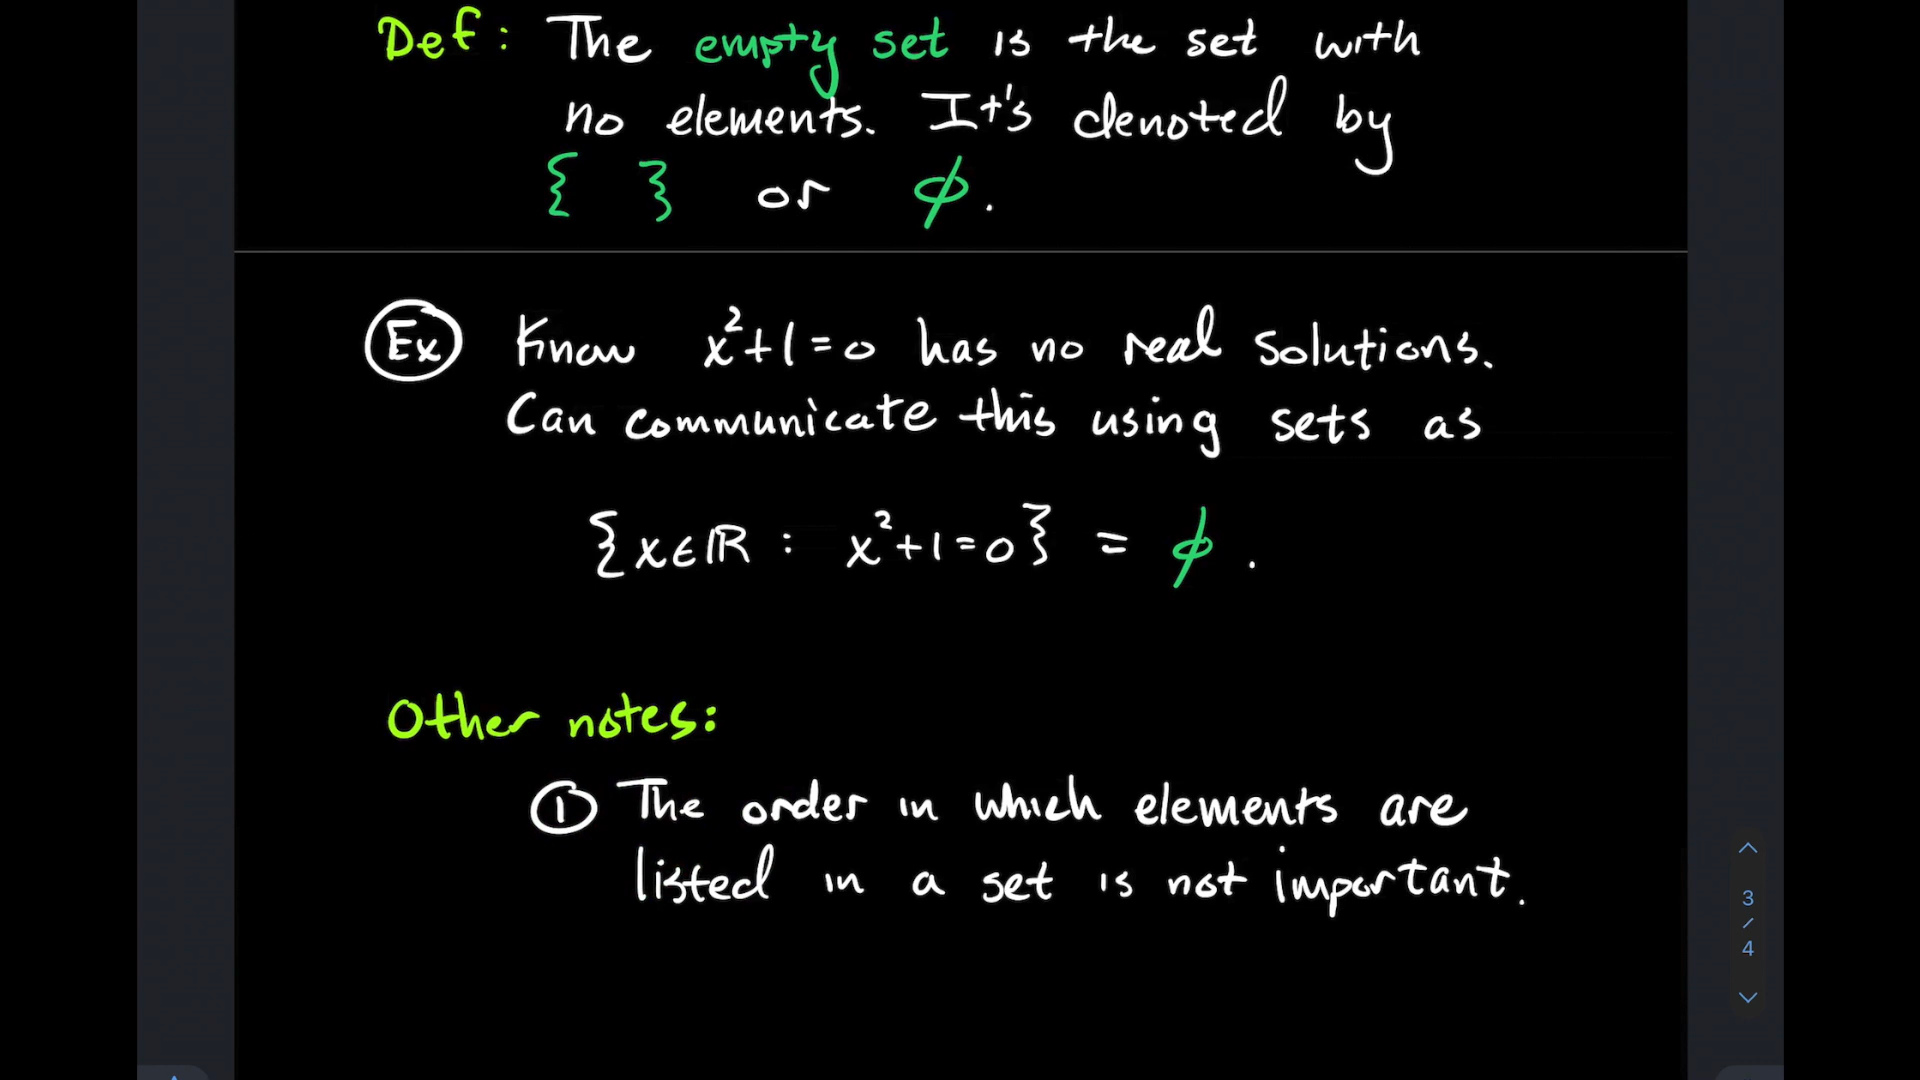 Def: The empty set is the set with
no elements. It's denoted by
{ } or ϕ.
Ex Know x²+1=0 has no real solutions.
Can communicate this using sets as
{x∈ℝ : x²+1=0} = ϕ.
Other notes:
① The order in which elements are
listed in a set is not important.
3
/
4